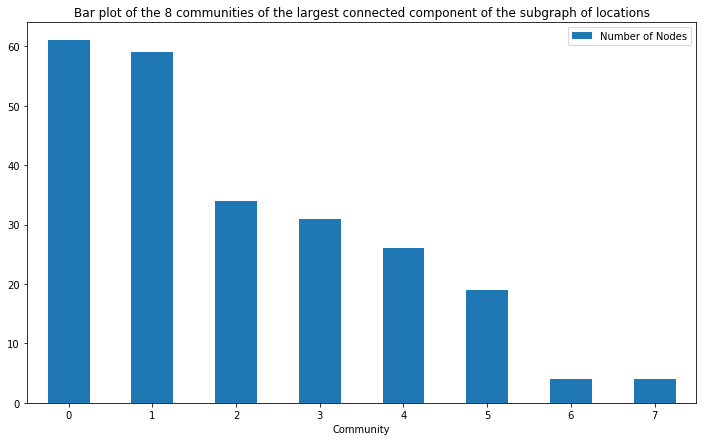 Bar plot of the 8 communities of the largest connected component of the subgraph of locations
Number of Nodes
60
50
40
30
20
10
0
0 1 2 3 4 5 6 7
Community